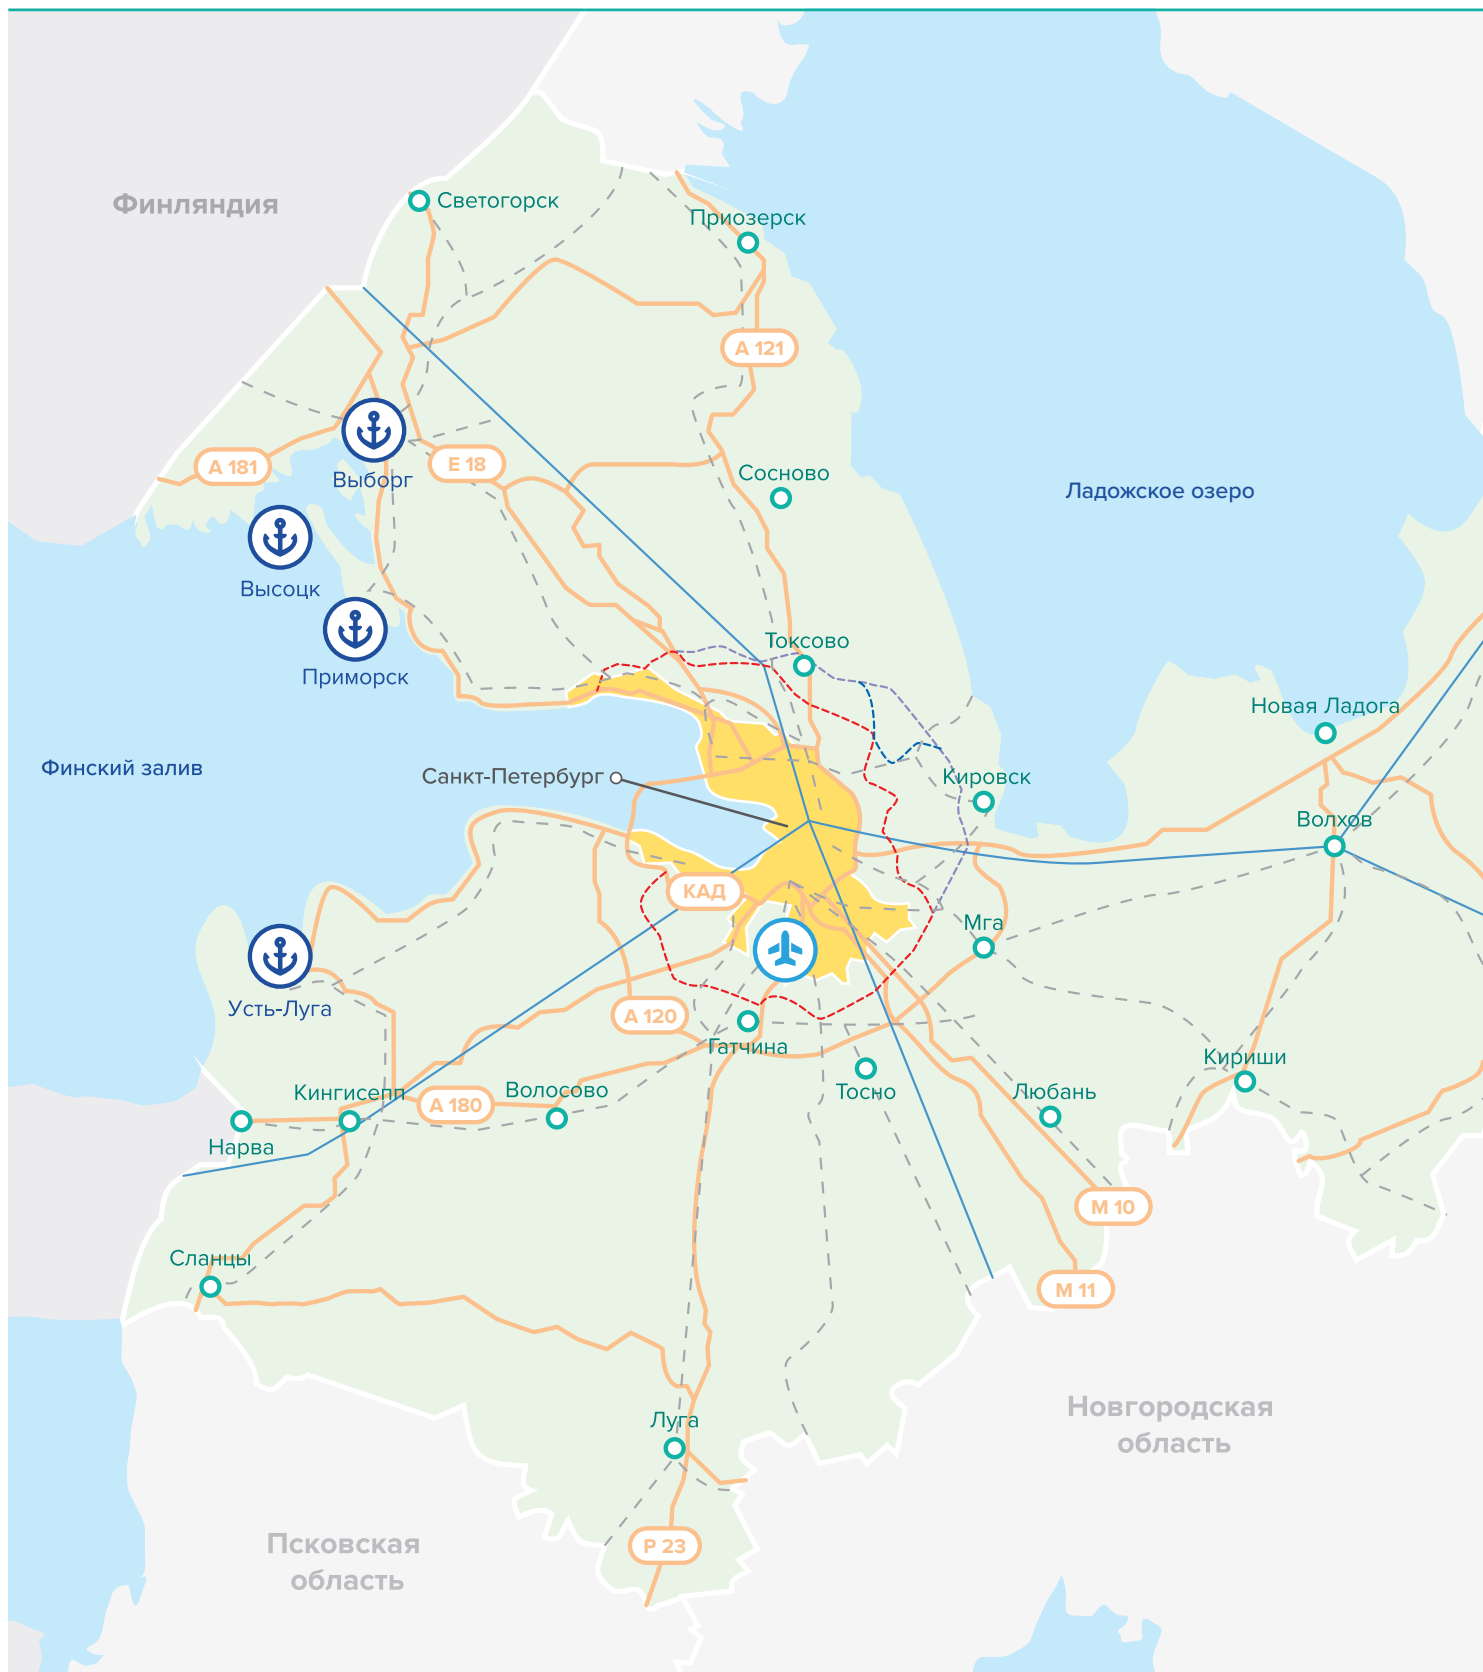 Финляндия
Светогорск
Приозерск
А 121
Выборг
А 181
Е 18
Сосново
Ладожское озеро
Высоцк
Приморск
Токсово
Новая Ладога
Финский залив
Санкт-Петербург
Кировск
Волхов
КАД
Мга
Усть-Луга
А 120
Гатчина
Кириши
Кингисепп
А 180
Волосово
Тосно
Любань
Нарва
М 10
Сланцы
М 11
Луга
Новгородская
область
Псковская
область
Р 23